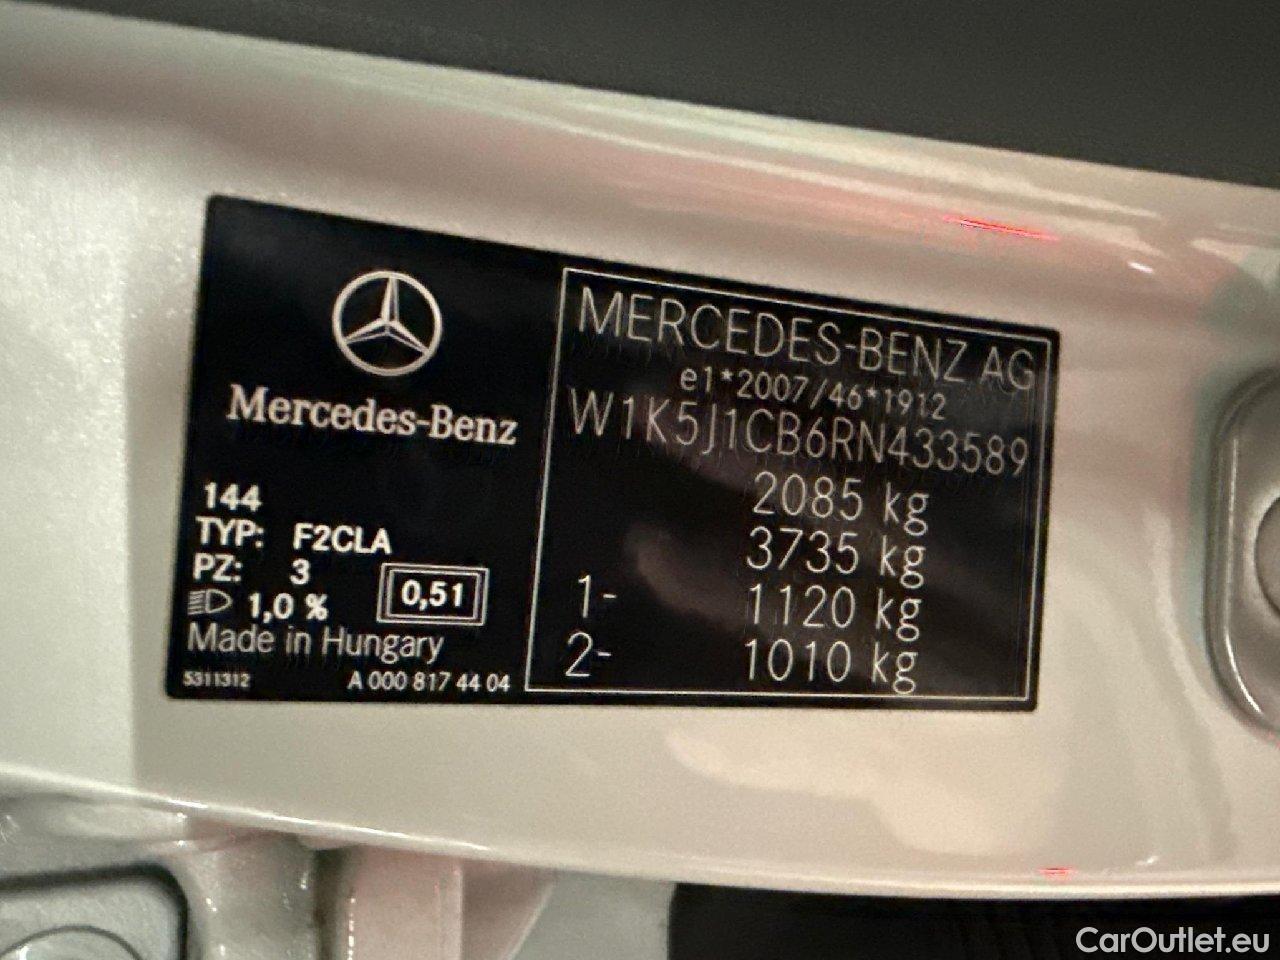 Mercedes-Benz
144
TYP: F2CLA
PZ: 3
1,0 %
0,51
Made in Hungary
5311312
A 000 817 44 04
MERCEDES-BENZ AG
e1*2007/46*1912
W1K5J1CB6RN433589
2085 kg
3735 kg
1- 1120 kg
2- 1010 kg
CarOutlet.eu